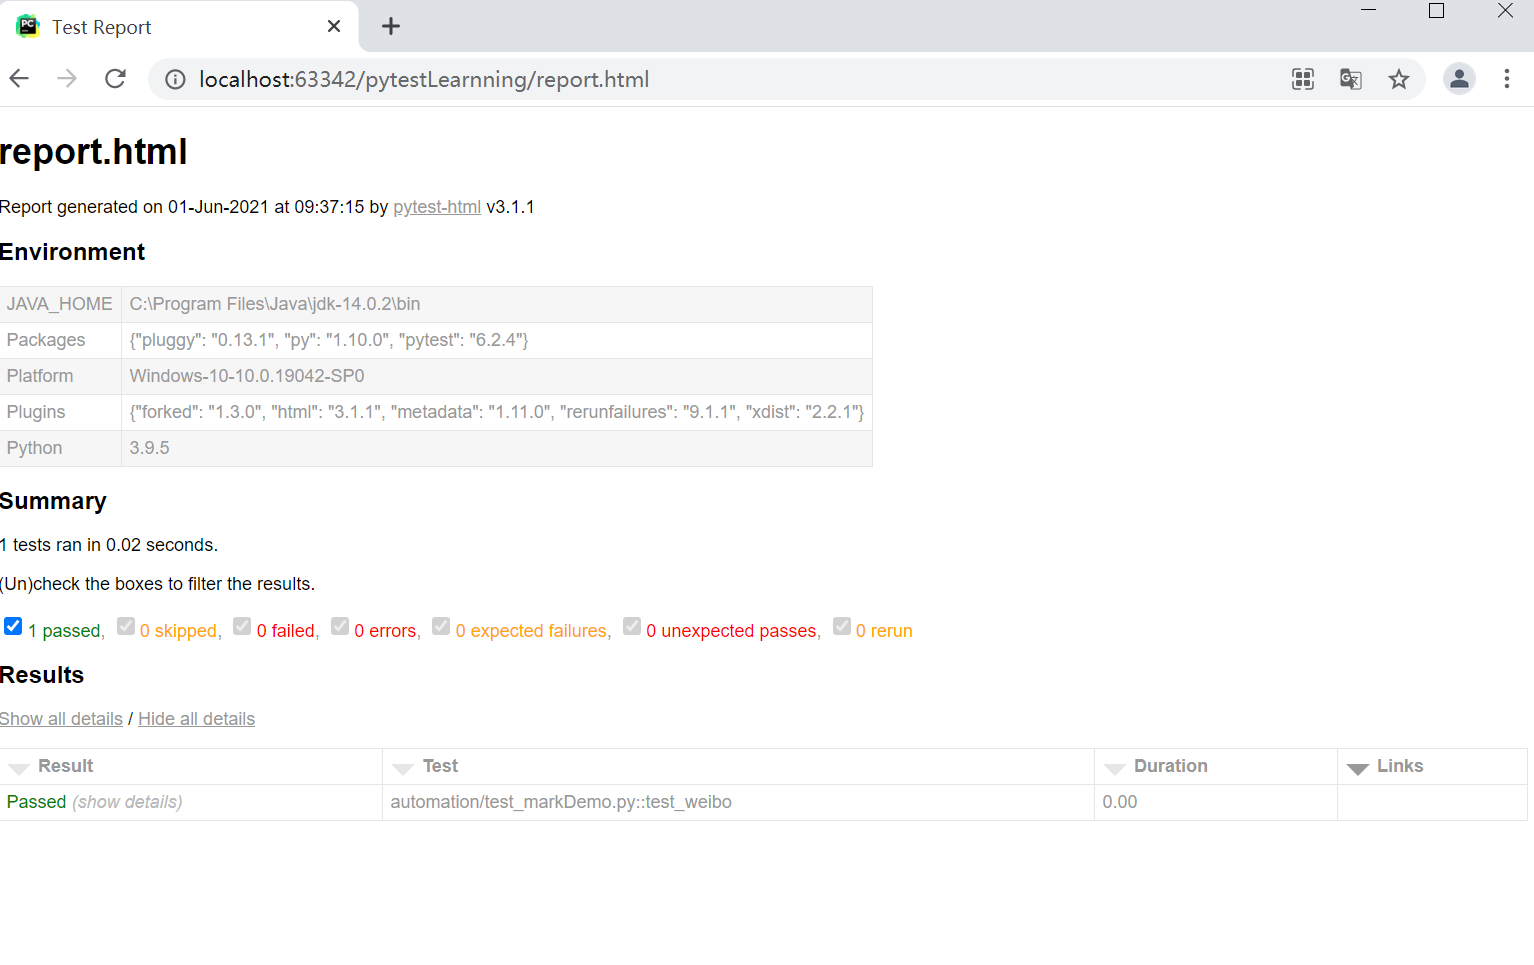 Test Report
localhost:63342/pytestLearnning/report.html
report.html
Report generated on 01-Jun-2021 at 09:37:15 by pytest-html v3.1.1
Environment
JAVA_HOME C:\Program Files\Java\jdk-14.0.2\bin
Packages {"pluggy": "0.13.1", "py": "1.10.0", "pytest": "6.2.4"}
Platform Windows-10-10.0.19042-SP0
Plugins {"forked": "1.3.0", "html": "3.1.1", "metadata": "1.11.0", "rerunfailures": "9.1.1", "xdist": "2.2.1"}
Python 3.9.5
Summary
1 tests ran in 0.02 seconds.
(Un)check the boxes to filter the results.
1 passed, 0 skipped, 0 failed, 0 errors, 0 expected failures, 0 unexpected passes, 0 rerun
Results
Show all details / Hide all details
Result Test Duration Links
Passed (show details) automation/test_markDemo.py::test_weibo 0.00